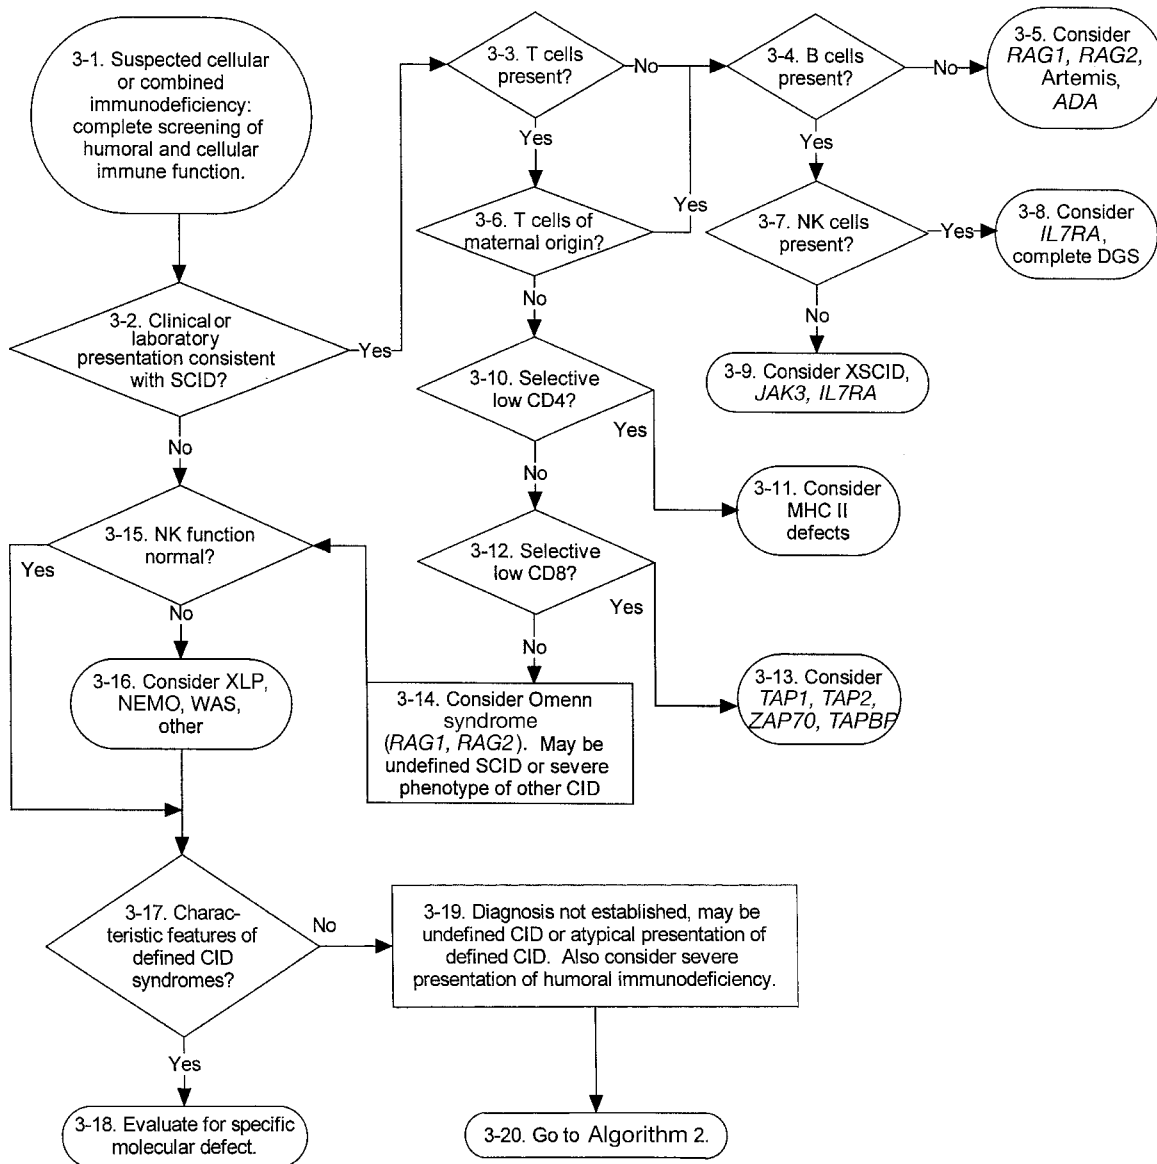 3-1. Suspected cellular
or combined
immunodeficiency:
complete screening of
humoral and cellular
immune function.
3-2. Clinical or
laboratory
presentation consistent
with SCID?
Yes
No
3-3. T cells
present?
No
Yes
3-4. B cells
present?
No
Yes
3-5. Consider
RAG1, RAG2,
Artemis,
ADA
3-6. T cells of
maternal origin?
Yes
No
3-7. NK cells
present?
Yes
No
3-8. Consider
IL7RA,
complete DGS
3-9. Consider XSCID,
JAK3, IL7RA
3-10. Selective
low CD4?
Yes
No
3-11. Consider
MHC II
defects
3-12. Selective
low CD8?
Yes
No
3-13. Consider
TAP1, TAP2,
ZAP70, TAPBP
3-14. Consider Omenn
syndrome
(RAG1, RAG2). May be
undefined SCID or severe
phenotype of other CID
3-15. NK function
normal?
Yes
No
3-16. Consider XLP,
NEMO, WAS,
other
3-17. Charac-
teristic features of
defined CID
syndromes?
No
Yes
3-18. Evaluate for specific
molecular defect.
3-19. Diagnosis not established, may be
undefined CID or atypical presentation of
defined CID. Also consider severe
presentation of humoral immunodeficiency.
3-20. Go to Algorithm 2.